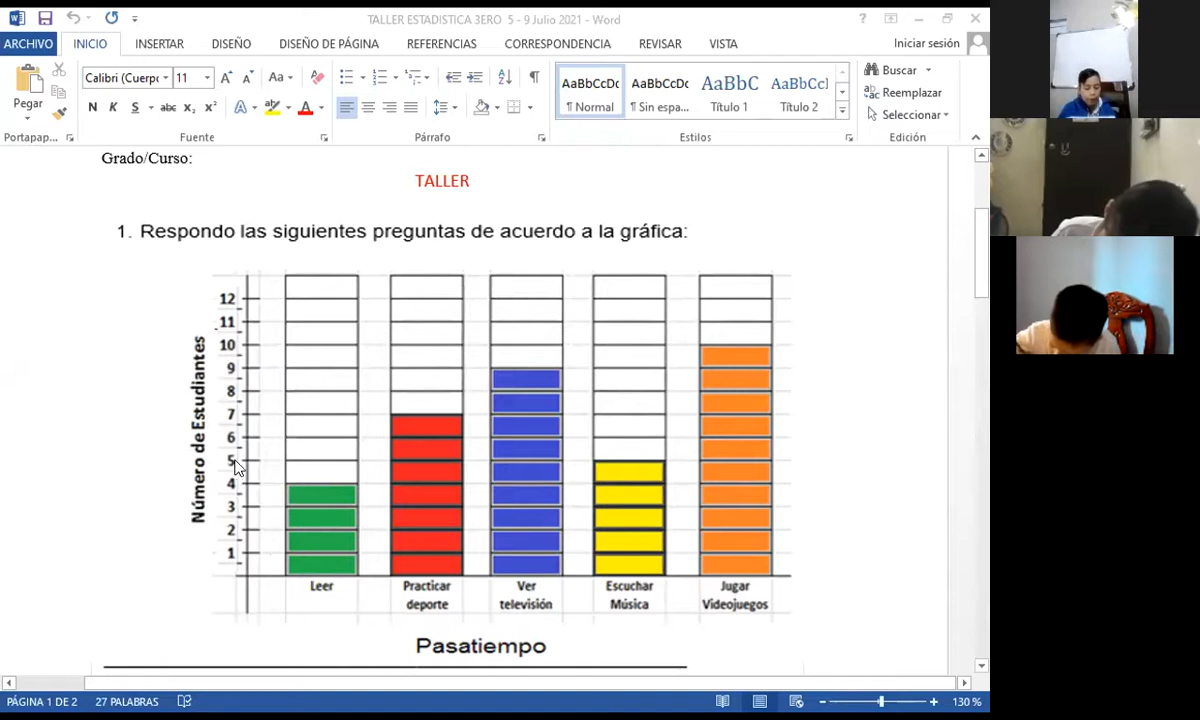 TALLER ESTADISTICA 3ERO 5 - 9 Julio 2021 - Word
ARCHIVO INICIO INSERTAR DISEÑO DISEÑO DE PÁGINA REFERENCIAS CORRESPONDENCIA REVISAR VISTA Iniciar sesión
Calibri (Cuerpo 11
Pegar
N K S abc x₂ x² A A
AaBbCcDc AaBbCcDc AaBbC AaBbCcI
¶ Normal ¶ Sin espa... Título 1 Título 2
Buscar
Reemplazar
Seleccionar
Portapap... Fuente Párrafo Estilos Edición
Grado/Curso:
TALLER
1. Respondo las siguientes preguntas de acuerdo a la gráfica:
Número de Estudiantes
12
11
10
9
8
7
6
5
4
3
2
1
Leer
Practicar deporte
Ver televisión
Escuchar Música
Jugar Videojuegos
Pasatiempo
PÁGINA 1 DE 2 27 PALABRAS 130 %